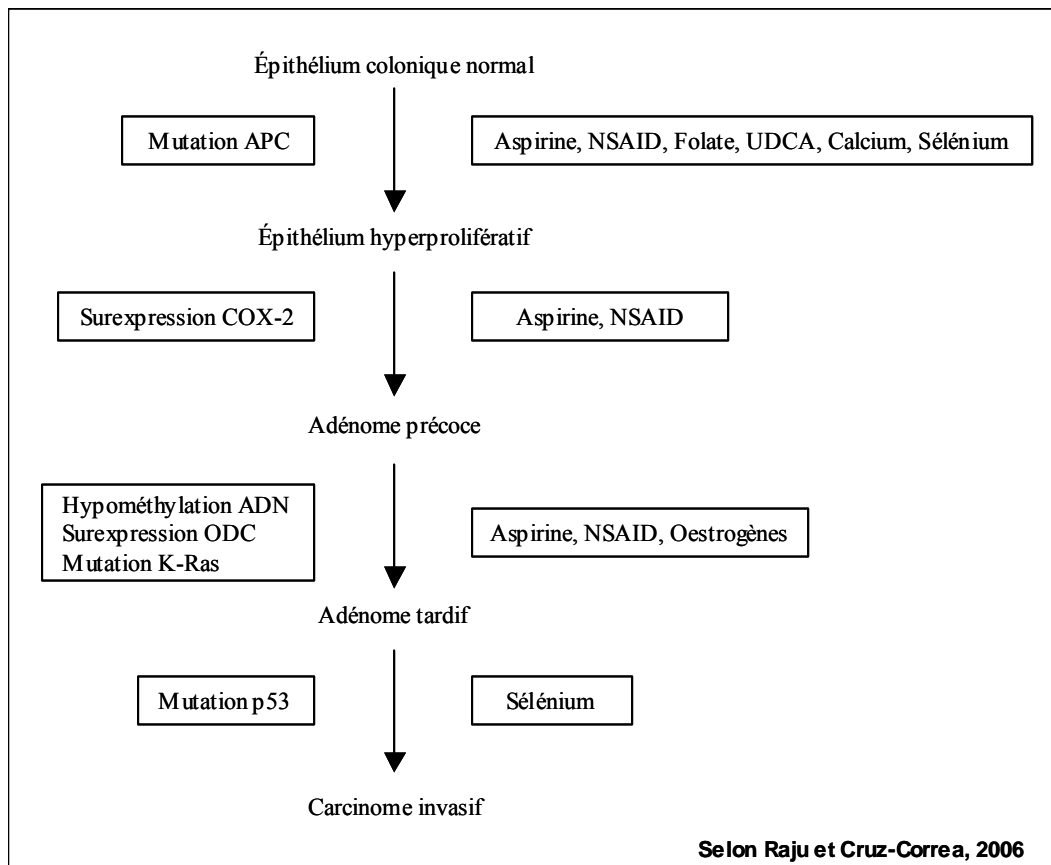 Épithélium colonique normal
Mutation APC
Aspirine, NSAID, Folate, UDCA, Calcium, Sélénium
Épithélium hyperprolifératif
Surexpression COX-2
Aspirine, NSAID
Adénome précoce
Hypométhylation ADN
Surexpression ODC
Mutation K-Ras
Aspirine, NSAID, Oestrogènes
Adénome tardif
Mutation p53
Sélénium
Carcinome invasif
Selon Raju et Cruz-Correa, 2006